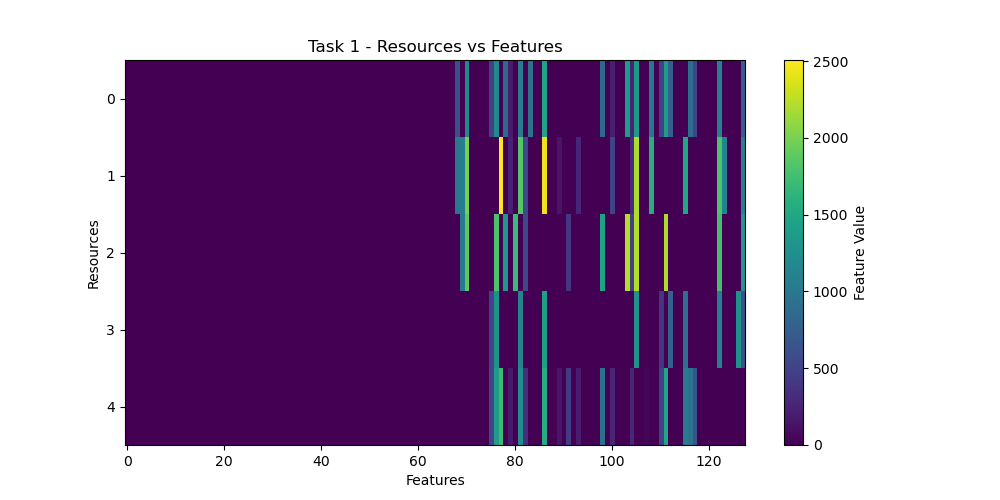 Task 1 - Resources vs Features
Resources
0
1
2
3
4
0 20 40 60 80 100 120
Features
2500
2000
1500
1000
500
0
Feature Value